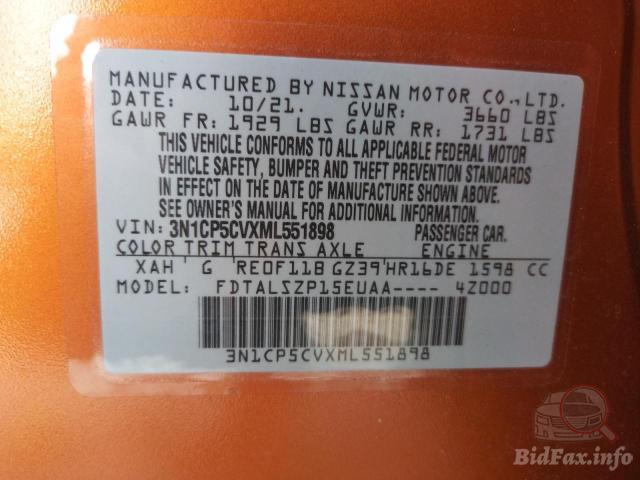 MANUFACTURED BY NISSAN MOTOR CO., LTD.
DATE: 10/21. GVWR: 3660 LBS
GAWR FR: 1929 LBS GAWR RR: 1731 LBS
THIS VEHICLE CONFORMS TO ALL APPLICABLE FEDERAL MOTOR
VEHICLE SAFETY, BUMPER AND THEFT PREVENTION STANDARDS
IN EFFECT ON THE DATE OF MANUFACTURE SHOWN ABOVE.
SEE OWNER'S MANUAL FOR ADDITIONAL INFORMATION.
VIN: 3N1CP5CVXML551898 PASSENGER CAR.
COLOR TRIM TRANS AXLE ENGINE
XAH G RE0F11B GZ39 HR16DE 1598 CC
MODEL: FDTALSZP15EUAA---- 4Z000
3N1CP5CVXML551898
BidFax.info